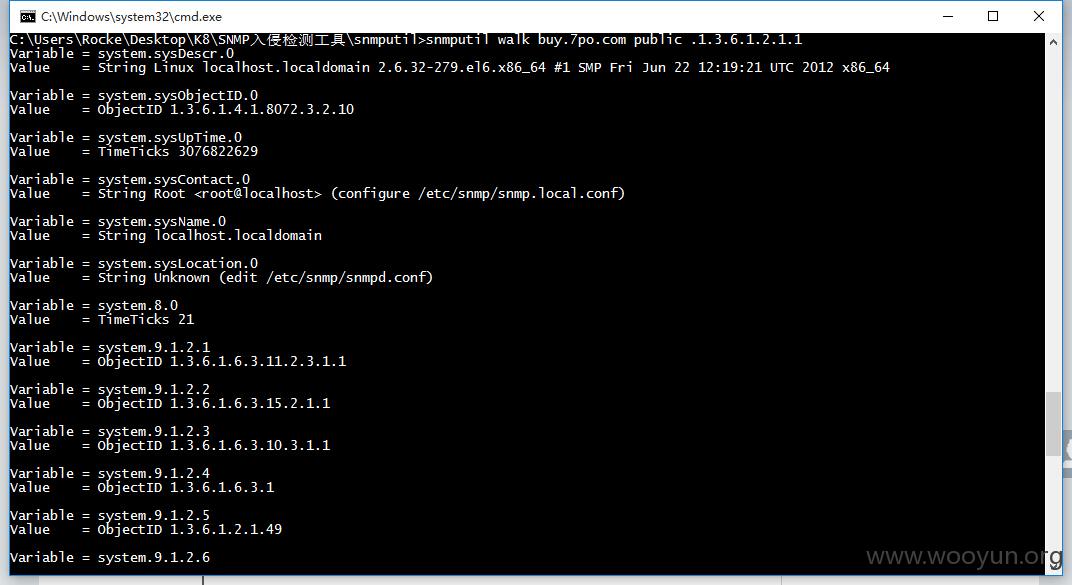 C:\Windows\system32\cmd.exe
C:\Users\Rocke\Desktop\K8\SNMP入侵检测工具\snmputil>snmputil walk buy.7po.com public .1.3.6.1.2.1.1
Variable = system.sysDescr.0
Value    = String Linux localhost.localdomain 2.6.32-279.el6.x86_64 #1 SMP Fri Jun 22 12:19:21 UTC 2012 x86_64
Variable = system.sysObjectID.0
Value    = ObjectID 1.3.6.1.4.1.8072.3.2.10
Variable = system.sysUpTime.0
Value    = TimeTicks 3076822629
Variable = system.sysContact.0
Value    = String Root <root@localhost> (configure /etc/snmp/snmp.local.conf)
Variable = system.sysName.0
Value    = String localhost.localdomain
Variable = system.sysLocation.0
Value    = String Unknown (edit /etc/snmp/snmpd.conf)
Variable = system.8.0
Value    = TimeTicks 21
Variable = system.9.1.2.1
Value    = ObjectID 1.3.6.1.6.3.11.2.3.1.1
Variable = system.9.1.2.2
Value    = ObjectID 1.3.6.1.6.3.15.2.1.1
Variable = system.9.1.2.3
Value    = ObjectID 1.3.6.1.6.3.10.3.1.1
Variable = system.9.1.2.4
Value    = ObjectID 1.3.6.1.6.3.1
Variable = system.9.1.2.5
Value    = ObjectID 1.3.6.1.2.1.49
Variable = system.9.1.2.6
www.wooyun.org